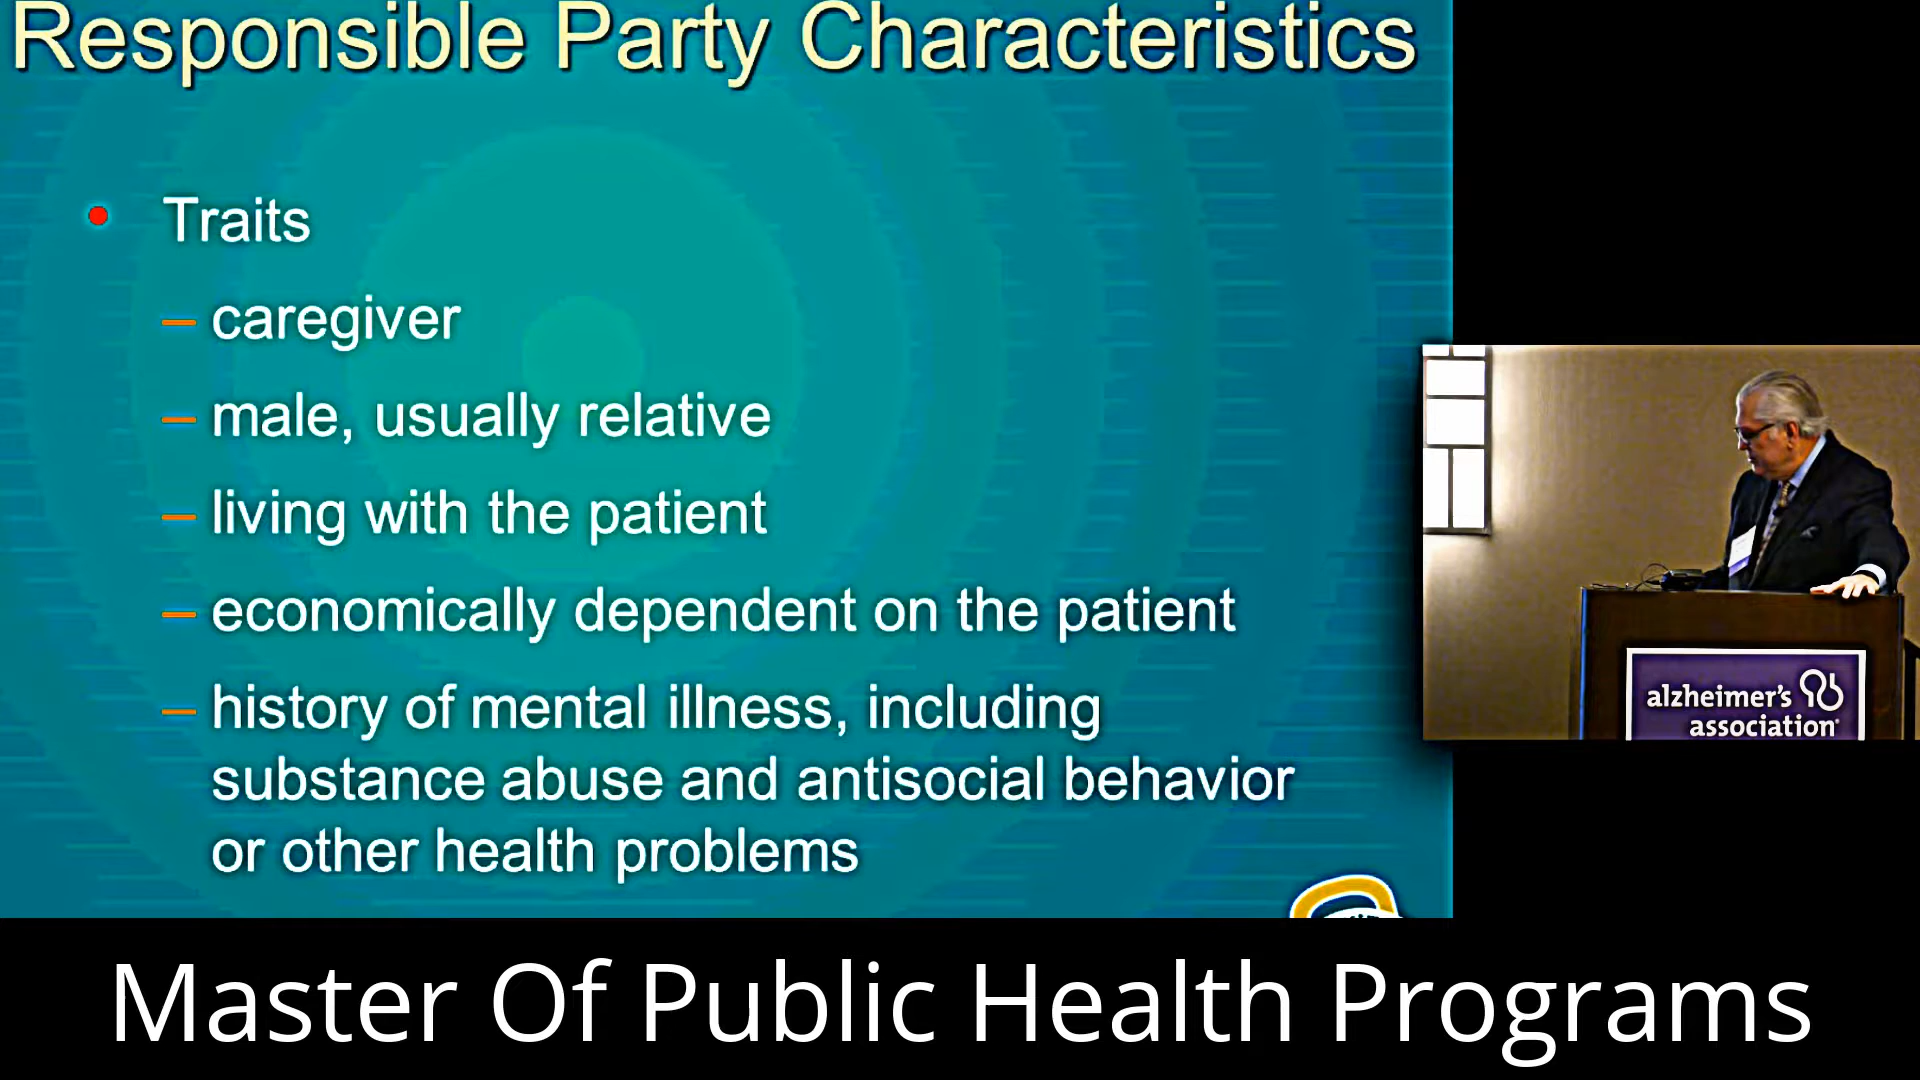 Responsible Party Characteristics
• Traits
– caregiver
– male, usually relative
– living with the patient
– economically dependent on the patient
– history of mental illness, including
substance abuse and antisocial behavior
or other health problems
alzheimer's
association®
Master Of Public Health Programs